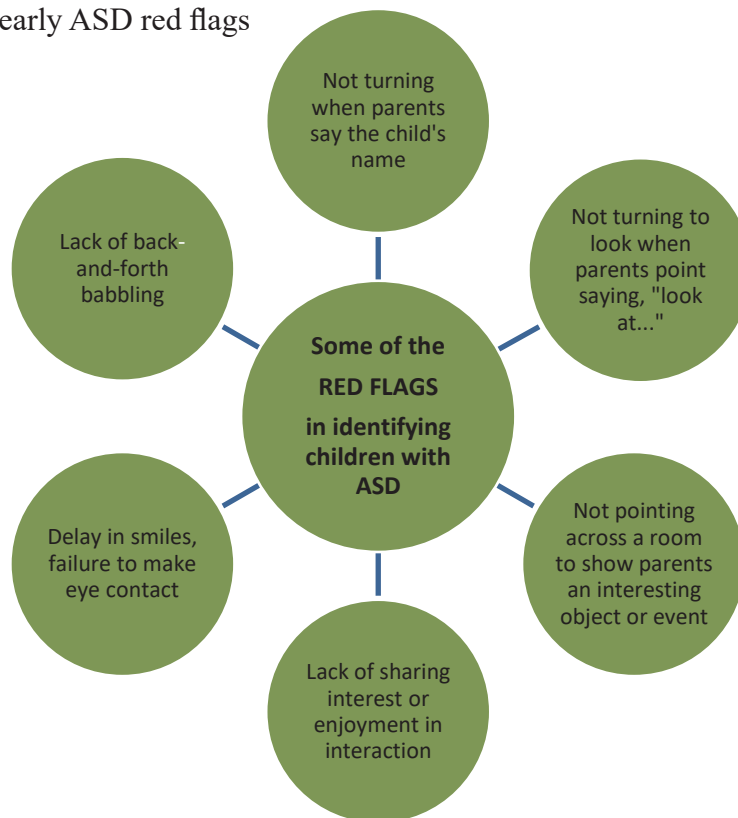 early ASD red flags
Not turning
when parents
say the child's
name
Not turning to
look when
parents point
saying, "look
at..."
Not pointing
across a room
to show parents
an interesting
object or event
Lack of sharing
interest or
enjoyment in
interaction
Delay in smiles,
failure to make
eye contact
Lack of back-
and-forth
babbling
Some of the
RED FLAGS
in identifying
children with
ASD